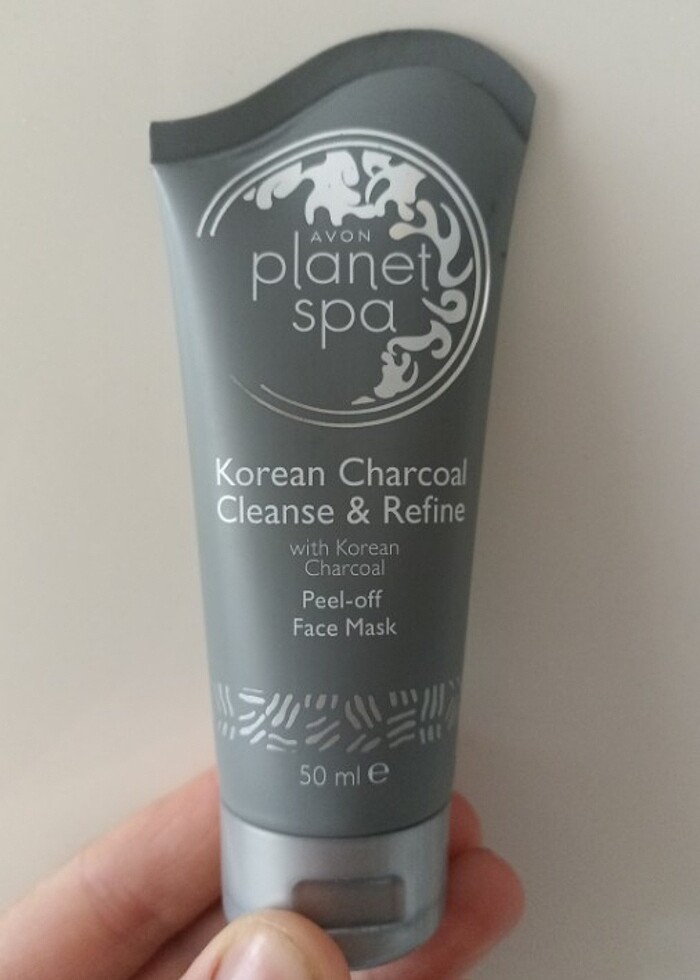 AVON
planet
spa
Korean Charcoal
Cleanse & Refine
with Korean
Charcoal
Peel-off
Face Mask
50 ml ℮